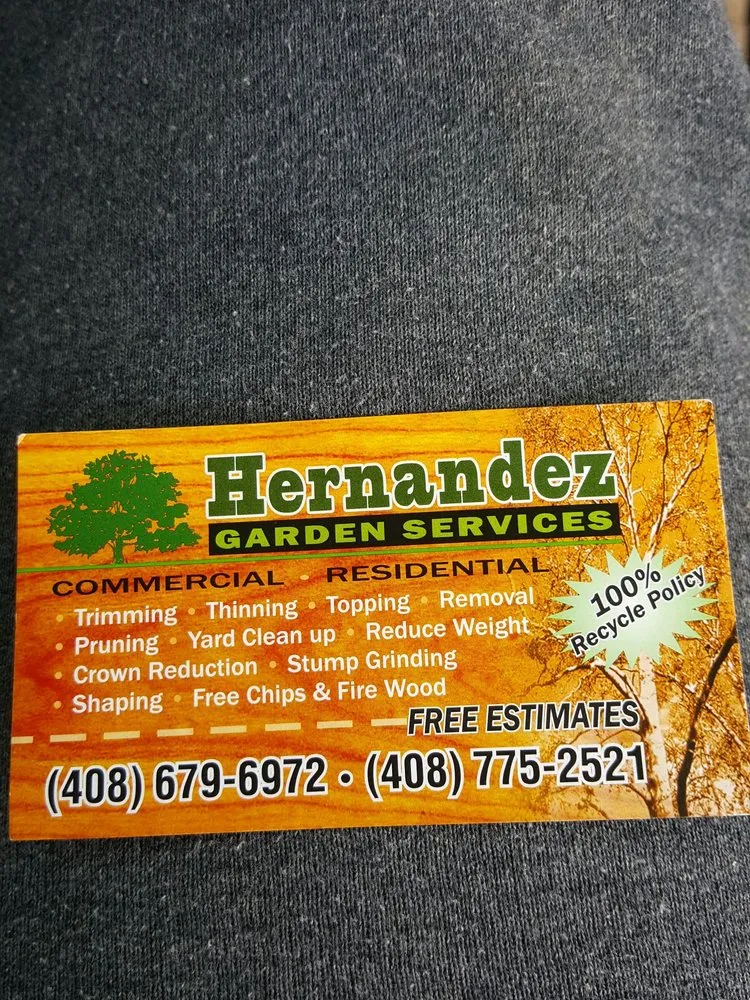 Hernandez
GARDEN SERVICES
COMMERCIAL • RESIDENTIAL
• Trimming • Thinning • Topping • Removal
• Pruning • Yard Clean up • Reduce Weight
• Crown Reduction • Stump Grinding
• Shaping • Free Chips & Fire Wood
100%
Recycle Policy
FREE ESTIMATES
(408) 679-6972 • (408) 775-2521